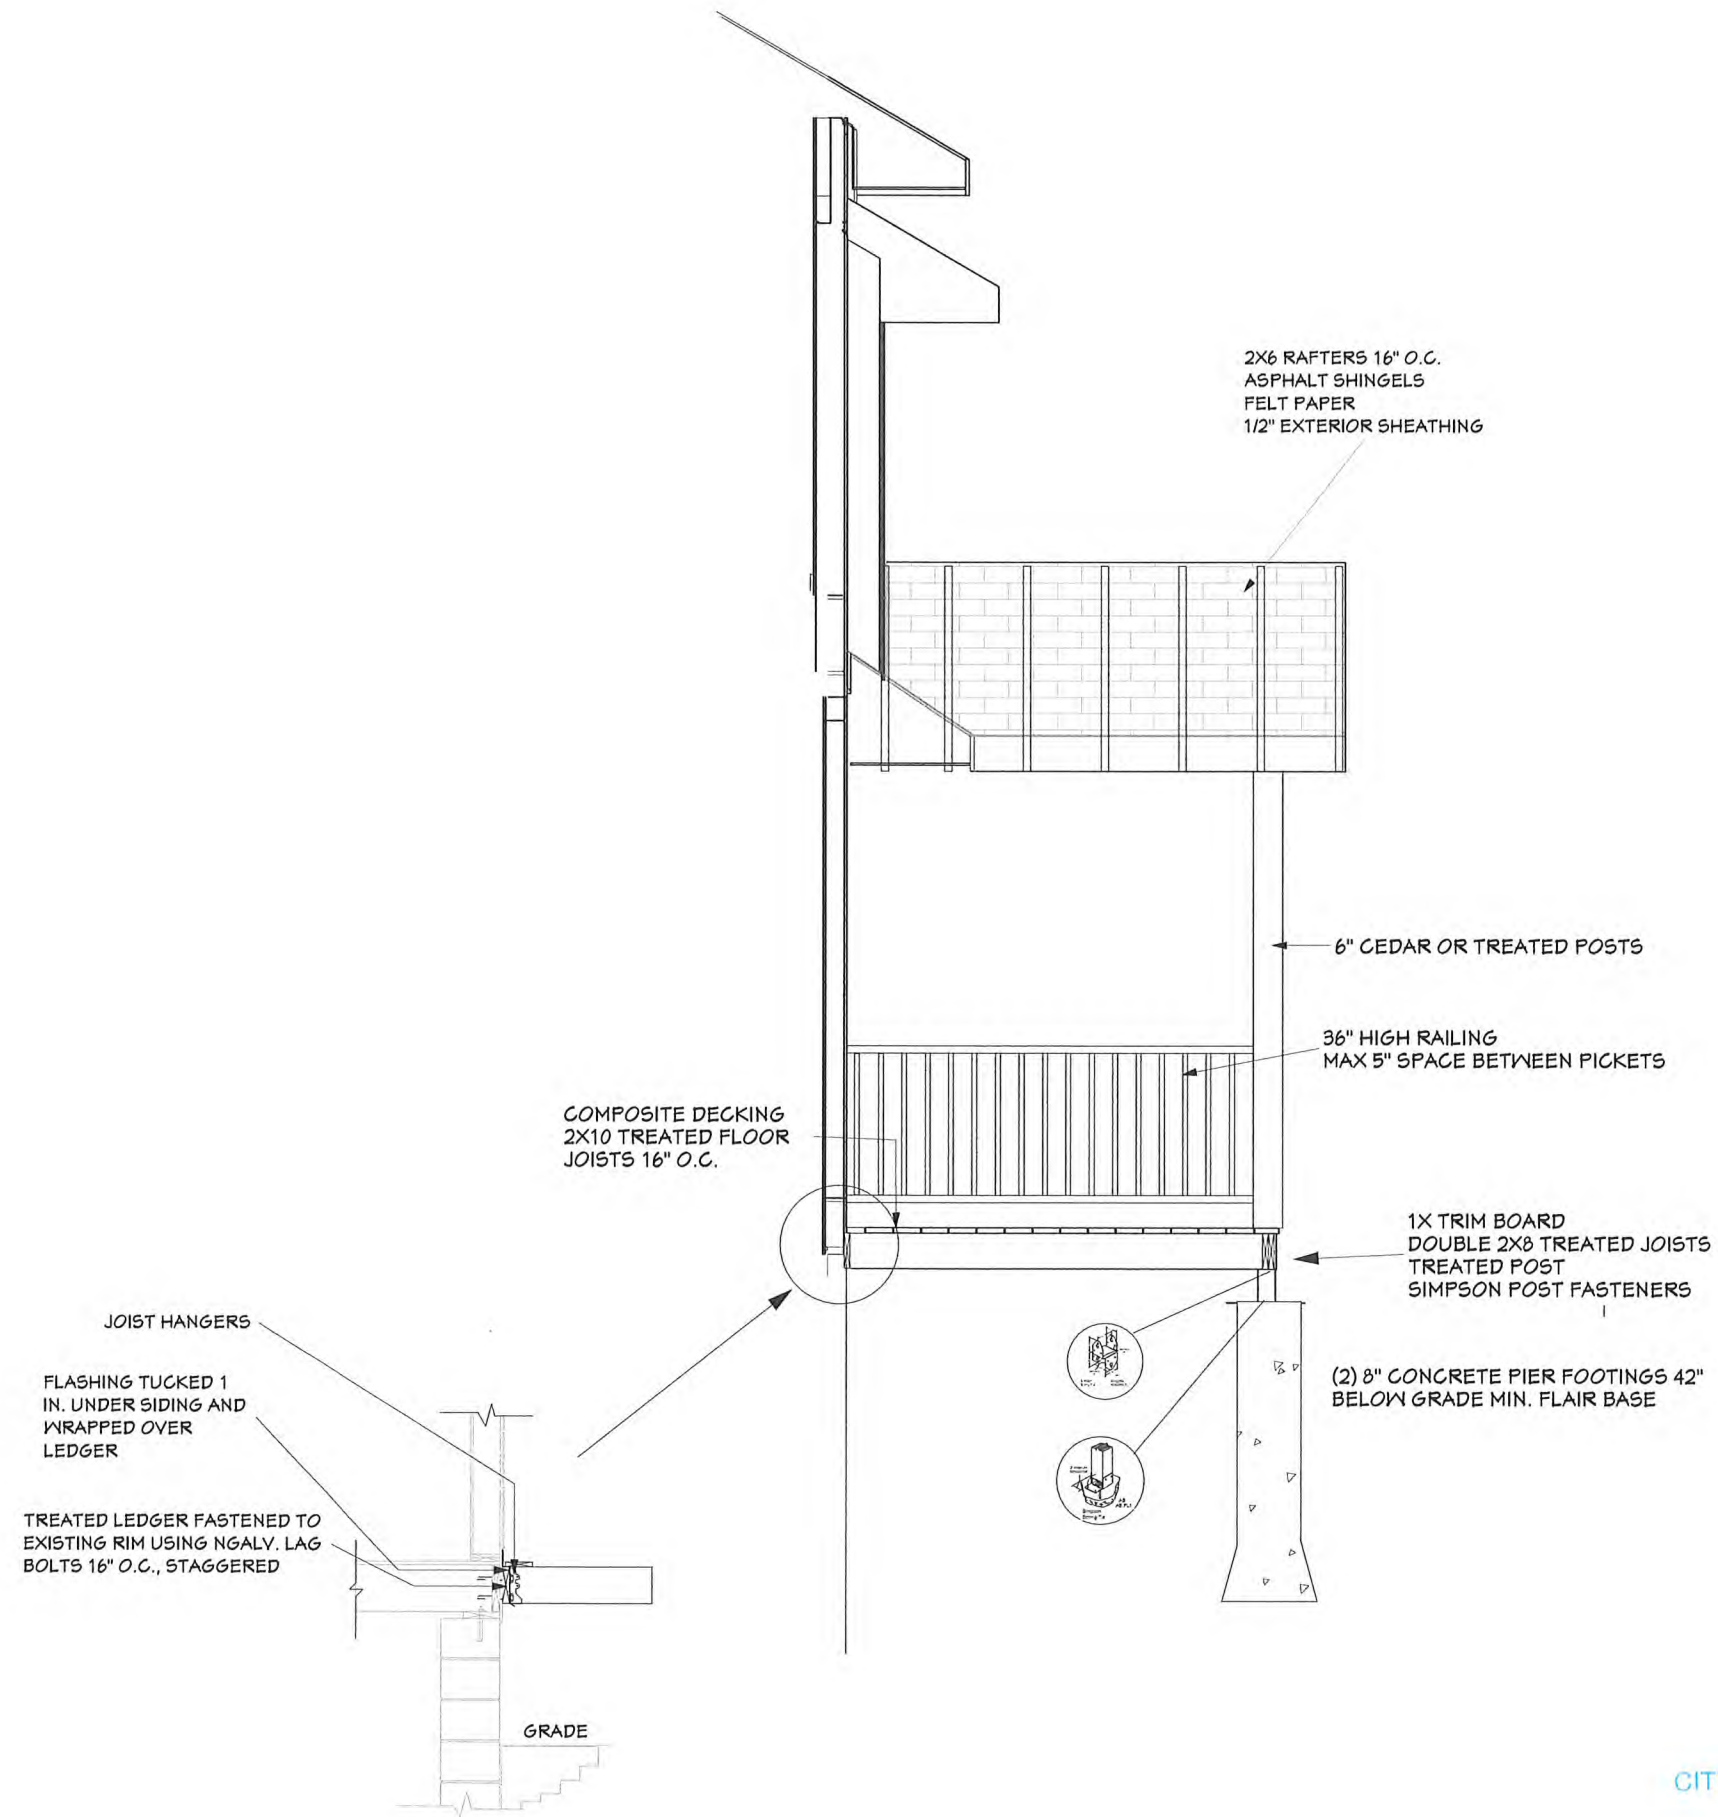 2X6 RAFTERS 16" O.C.
ASPHALT SHINGELS
FELT PAPER
1/2" EXTERIOR SHEATHING
6" CEDAR OR TREATED POSTS
36" HIGH RAILING
MAX 5" SPACE BETWEEN PICKETS
COMPOSITE DECKING
2X10 TREATED FLOOR
JOISTS 16" O.C.
1X TRIM BOARD
DOUBLE 2X8 TREATED JOISTS
TREATED POST
SIMPSON POST FASTENERS
JOIST HANGERS
(2) 8" CONCRETE PIER FOOTINGS 42"
BELOW GRADE MIN. FLAIR BASE
FLASHING TUCKED 1
IN. UNDER SIDING AND
WRAPPED OVER
LEDGER
TREATED LEDGER FASTENED TO
EXISTING RIM USING NGALV. LAG
BOLTS 16" O.C., STAGGERED
GRADE
CIT